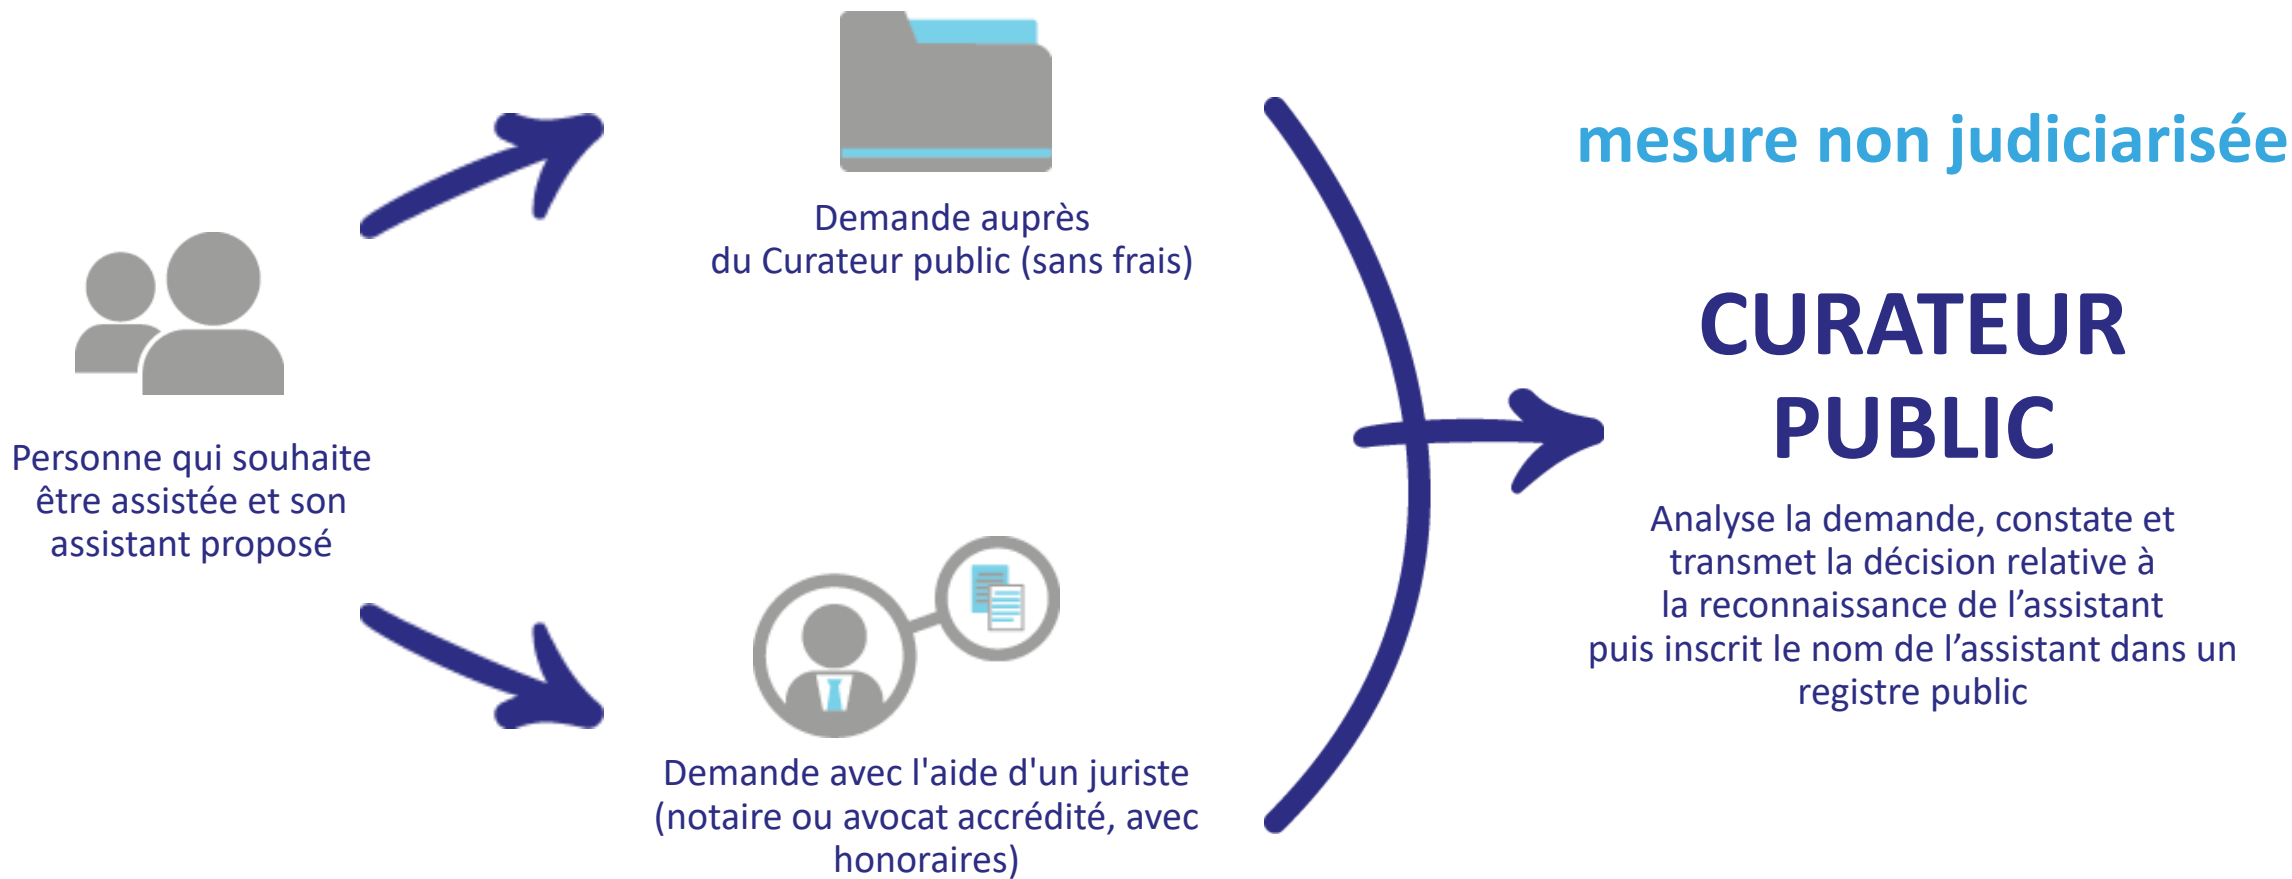 Personne qui souhaite
être assistée et son
assistant proposé
Demande auprès
du Curateur public (sans frais)
Demande avec l'aide d'un juriste
(notaire ou avocat accrédité, avec
honoraires)
mesure non judiciarisée
CURATEUR
PUBLIC
Analyse la demande, constate et
transmet la décision relative à
la reconnaissance de l’assistant
puis inscrit le nom de l’assistant dans un
registre public